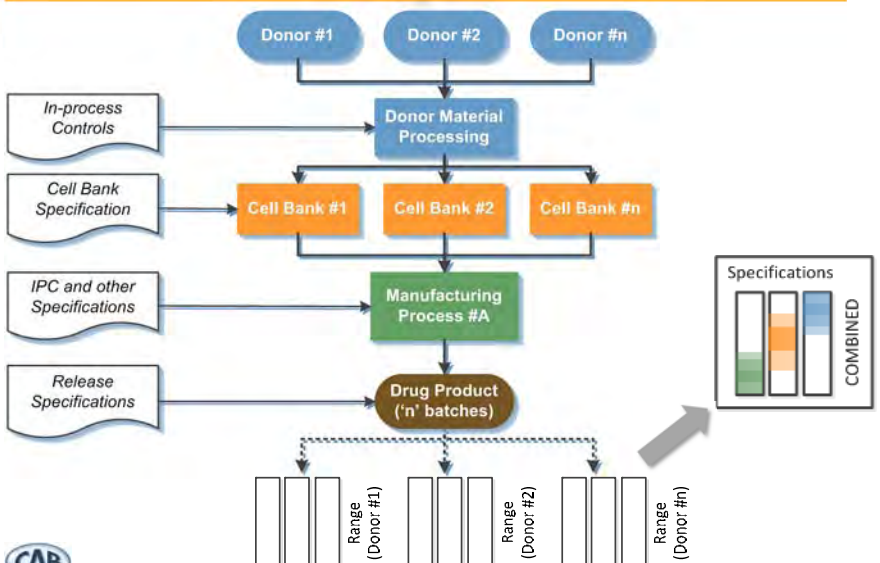 Donor #1
Donor #2
Donor #n
In-process
Controls
Donor Material
Processing
Cell Bank
Specification
Cell Bank #1
Cell Bank #2
Cell Bank #n
IPC and other
Specifications
Manufacturing
Process #A
Specifications
COMBINED
Release
Specifications
Drug Product
(‘n’ batches)
Range
(Donor #1)
Range
(Donor #2)
Range
(Donor #n)
CAB